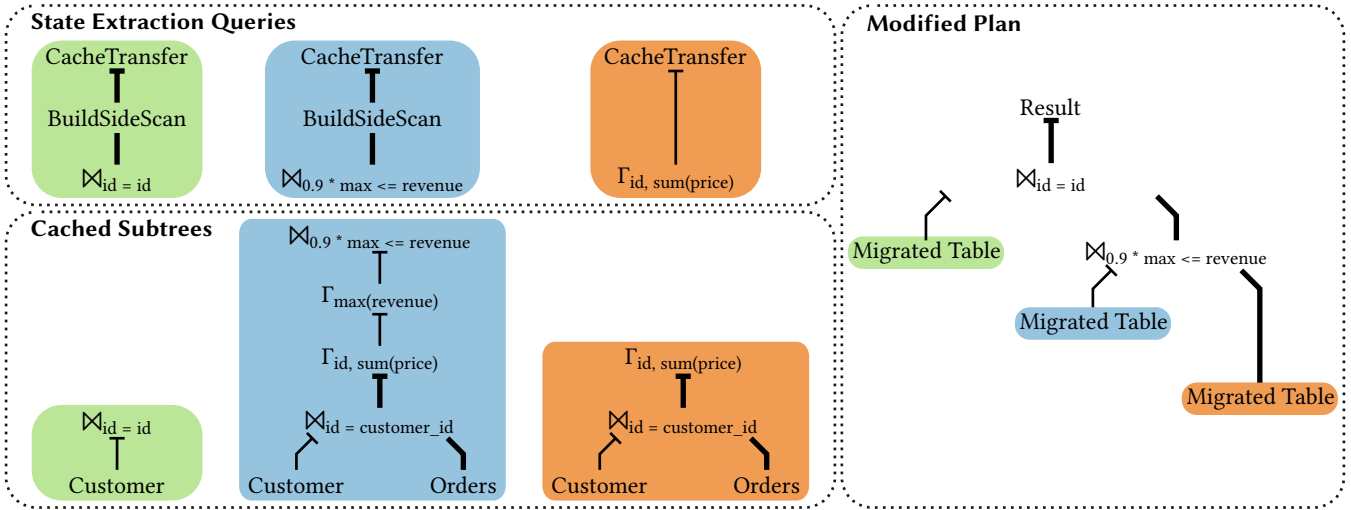 State Extraction Queries
CacheTransfer
BuildSideScan
⋈id = id
CacheTransfer
BuildSideScan
⋈0.9 * max <= revenue
CacheTransfer
Γid, sum(price)
Cached Subtrees
⋈id = id
Customer
⋈0.9 * max <= revenue
Γmax(revenue)
Γid, sum(price)
⋈id = customer_id
Customer
Orders
Γid, sum(price)
⋈id = customer_id
Customer
Orders
Modified Plan
Result
⋈id = id
Migrated Table
⋈0.9 * max <= revenue
Migrated Table
Migrated Table